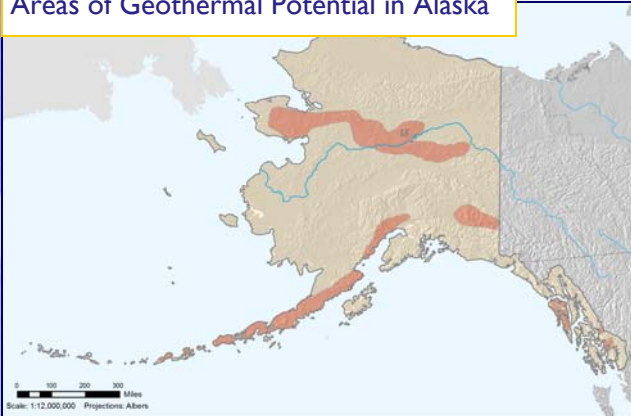 Areas of Geothermal Potential in Alaska
0 100 200 300
Miles
Scale: 1:12,000,000 Projections: Albers